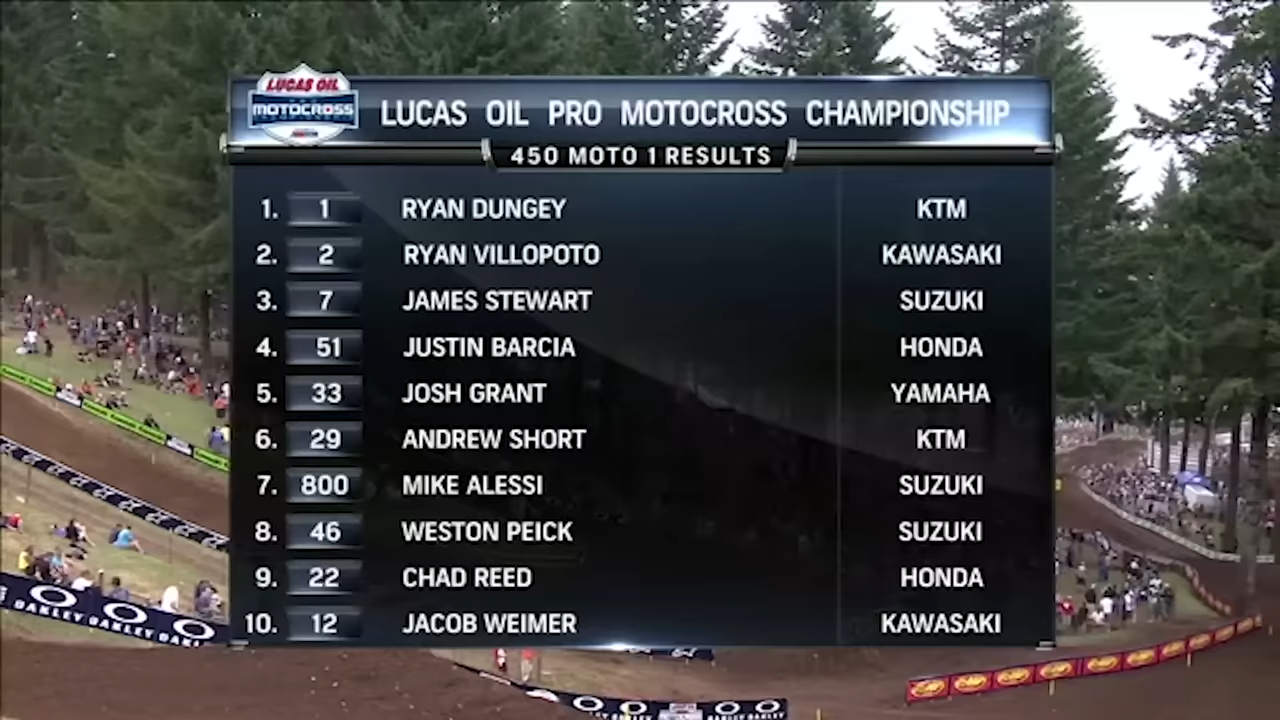 LUCAS OIL
MOTOCROSS
LUCAS OIL PRO MOTOCROSS CHAMPIONSHIP
450 MOTO 1 RESULTS
1. 1 RYAN DUNGEY KTM
2. 2 RYAN VILLOPOTO KAWASAKI
3. 7 JAMES STEWART SUZUKI
4. 51 JUSTIN BARCIA HONDA
5. 33 JOSH GRANT YAMAHA
6. 29 ANDREW SHORT KTM
7. 800 MIKE ALESSI SUZUKI
8. 46 WESTON PEICK SUZUKI
9. 22 CHAD REED HONDA
10. 12 JACOB WEIMER KAWASAKI
OAKLEY OAKLEY OAKL
OAKLEY